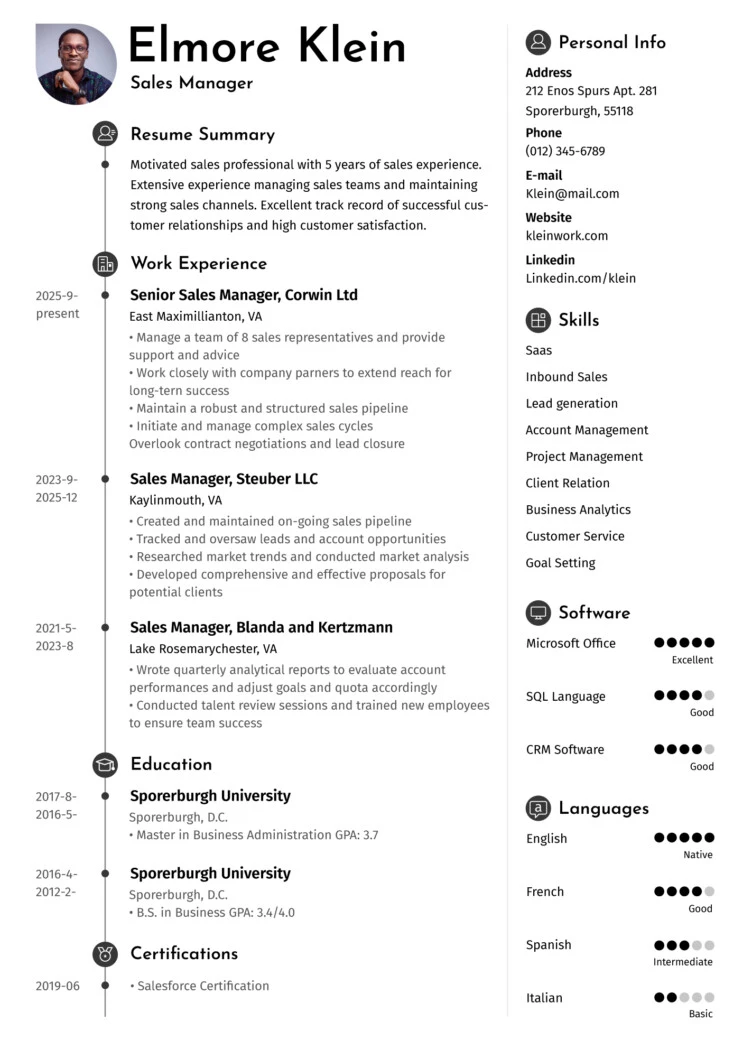 Elmore Klein
Sales Manager
Resume Summary
Motivated sales professional with 5 years of sales experience.
Extensive experience managing sales teams and maintaining
strong sales channels. Excellent track record of successful cus-
tomer relationships and high customer satisfaction.
Work Experience
2025-9-
present
Senior Sales Manager, Corwin Ltd
East Maximillianton, VA
• Manage a team of 8 sales representatives and provide
support and advice
• Work closely with company parners to extend reach for
long-tern success
• Maintain a robust and structured sales pipeline
• Initiate and manage complex sales cycles
Overlook contract negotiations and lead closure
2023-9-
2025-12
Sales Manager, Steuber LLC
Kaylinmouth, VA
• Created and maintained on-going sales pipeline
• Tracked and oversaw leads and account opportunities
• Researched market trends and conducted market analysis
• Developed comprehensive and effective proposals for
potential clients
2021-5-
2023-8
Sales Manager, Blanda and Kertzmann
Lake Rosemarychester, VA
• Wrote quarterly analytical reports to evaluate account
performances and adjust goals and quota accordingly
• Conducted talent review sessions and trained new employees
to ensure team success
Education
2017-8-
2016-5-
Sporerburgh University
Sporerburgh, D.C.
• Master in Business Administration GPA: 3.7
2016-4-
2012-2-
Sporerburgh University
Sporerburgh, D.C.
• B.S. in Business GPA: 3.4/4.0
Certifications
2019-06
• Salesforce Certification
Personal Info
Address
212 Enos Spurs Apt. 281
Sporerburgh, 55118
Phone
(012) 345-6789
E-mail
Klein@mail.com
Website
kleinwork.com
Linkedin
Linkedin.com/klein
Skills
Saas
Inbound Sales
Lead generation
Account Management
Project Management
Client Relation
Business Analytics
Customer Service
Goal Setting
Software
Microsoft Office
Excellent
SQL Language
Good
CRM Software
Good
a
Languages
English
Native
French
Good
Spanish
Intermediate
Italian
Basic